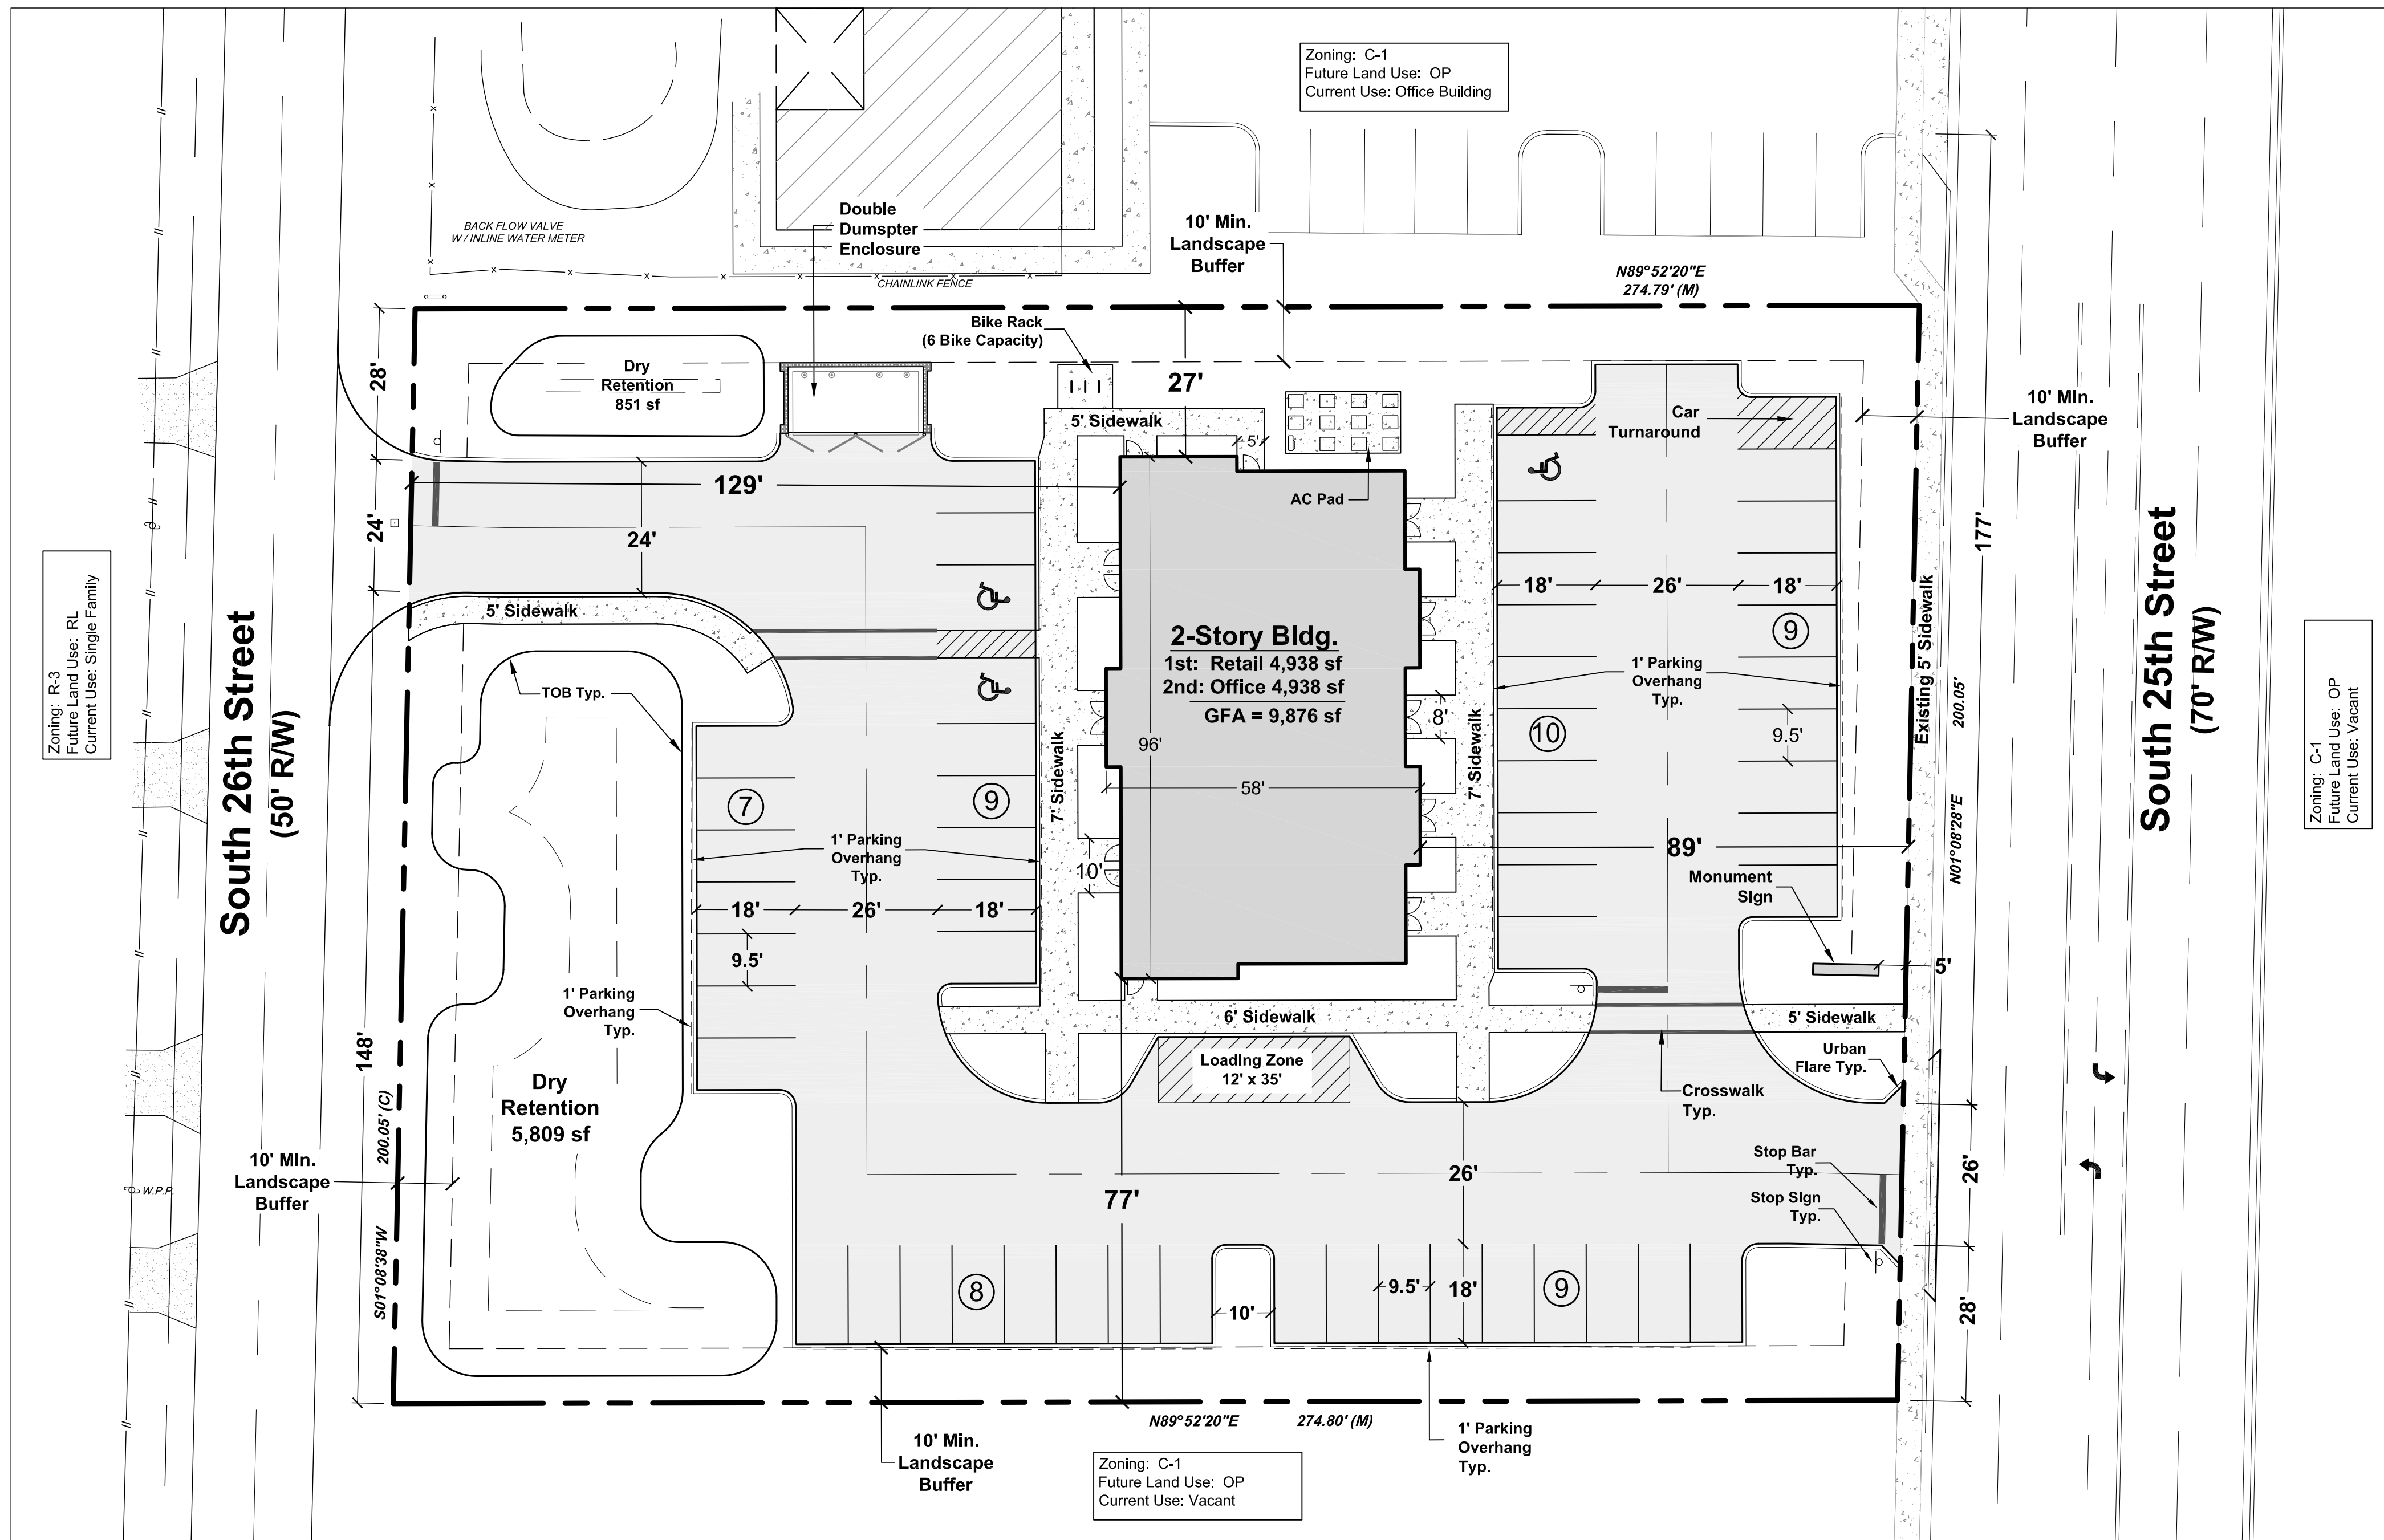 Zoning: C-1
Future Land Use: OP
Current Use: Office Building
BACK FLOW VALVE
W / INLINE WATER METER
Double
Dumspter
Enclosure
10' Min.
Landscape
Buffer
CHAINLINK FENCE
N89°52'20"E
274.79' (M)
Bike Rack
(6 Bike Capacity)
28'
Dry
Retention
851 sf
27'
5' Sidewalk
5'
AC Pad
Car
Turnaround
10' Min.
Landscape
Buffer
129'
24'
24'
177'
18'
26'
18'
9
5' Sidewalk
Zoning: R-3
Future Land Use: RL
Current Use: Single Family
South 26th Street
(50' R/W)
TOB Typ.
2-Story Bldg.
1st: Retail 4,938 sf
2nd: Office 4,938 sf
GFA = 9,876 sf
8'
96'
58'
10'
7' Sidewalk
7' Sidewalk
1' Parking
Overhang
Typ.
10
9.5'
Exhisting 5' Sidewalk
200.05'
N01°08'28"E
South 25th Street
(70' R/W)
Zoning: C-1
Future Land Use: OP
Current Use: Vacant
7
9
1' Parking
Overhang
Typ.
18'
26'
18'
9.5'
89'
Monument
Sign
5'
1' Parking
Overhang
Typ.
6' Sidewalk
5' Sidewalk
Loading Zone
12' x 35'
Urban
Flare Typ.
Crosswalk
Typ.
148'
200.05' (C)
S01°08'38"W
Dry
Retention
5,809 sf
10' Min.
Landscape
Buffer
W.P.P.
77'
26'
Stop Bar
Typ.
Stop Sign
Typ.
26'
28'
8
10'
9.5'
18'
9
N89°52'20"E
274.80' (M)
10' Min.
Landscape
Buffer
1' Parking
Overhang
Typ.
Zoning: C-1
Future Land Use: OP
Current Use: Vacant